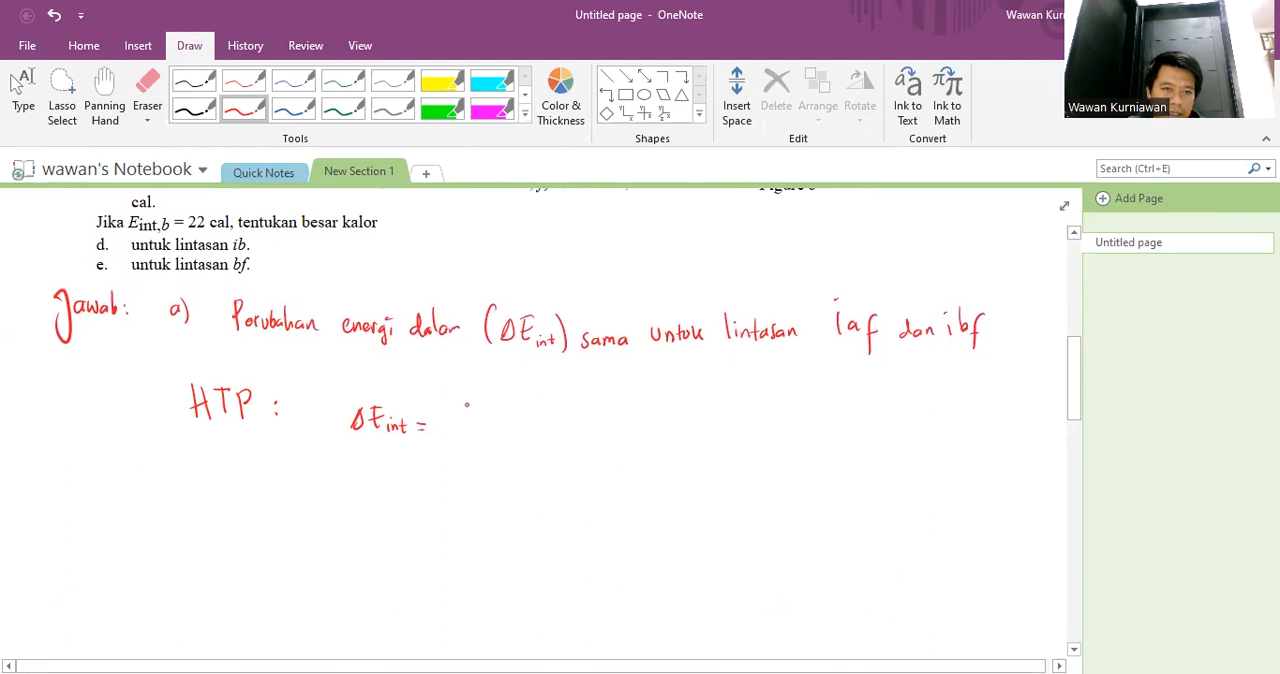 Untitled page - OneNote
Wawan Kurn
File Home Insert Draw History Review View
Type Lasso Select Panning Hand Eraser
Color & Thickness
Insert Space Delete Arrange Rotate
Ink to Text Ink to Math
Tools Shapes Edit Convert
Wawan Kurniawan
wawan's Notebook Quick Notes New Section 1 +
Search (Ctrl+E)
Add Page
Untitled page
cal.
Jika Eint,b = 22 cal, tentukan besar kalor
d. untuk lintasan ib.
e. untuk lintasan bf.
Jawab: a) Perubahan energi dalam (ΔEint) sama untuk lintasan iaf dan ibf
HTP : ΔEint =